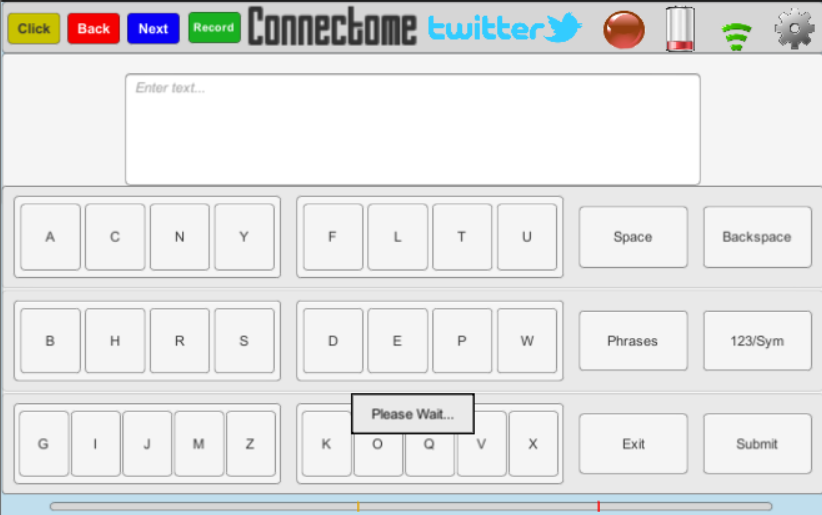 Click Back Next Record Connectome twitter
Enter text...
A C N Y F L T U Space Backspace
B H R S D E P W Phrases 123/Sym
Please Wait...
G I J M Z K O Q V X Exit Submit